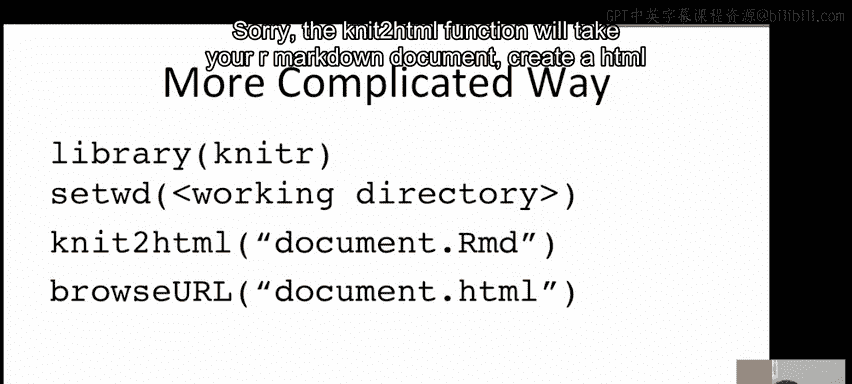 GPT中英字幕课程资源@bilibili.com
Sorry, the knit2html function will take
your r markdown document, create a html
More Complicated Way
library(knitr)
setwd(<working directory>)
knit2html(“document.Rmd”)
browseURL(“document.html”)